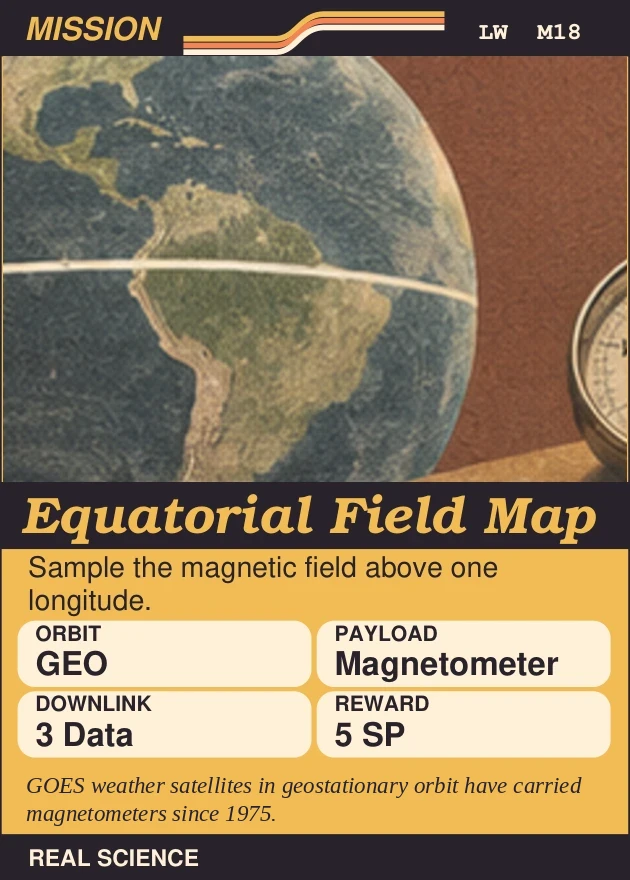 MISSION
LW M18
Equatorial Field Map
Sample the magnetic field above one
longitude.
ORBIT
GEO
PAYLOAD
Magnetometer
DOWNLINK
3 Data
REWARD
5 SP
GOES weather satellites in geostationary orbit have carried
magnetometers since 1975.
REAL SCIENCE